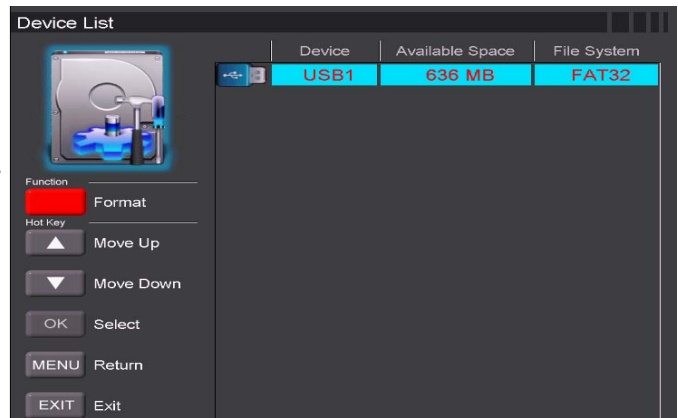 Device List
Device Available Space File System
USB1 636 MB FAT32
Function
Format
Hot Key
Move Up
Move Down
OK Select
MENU Return
EXIT Exit